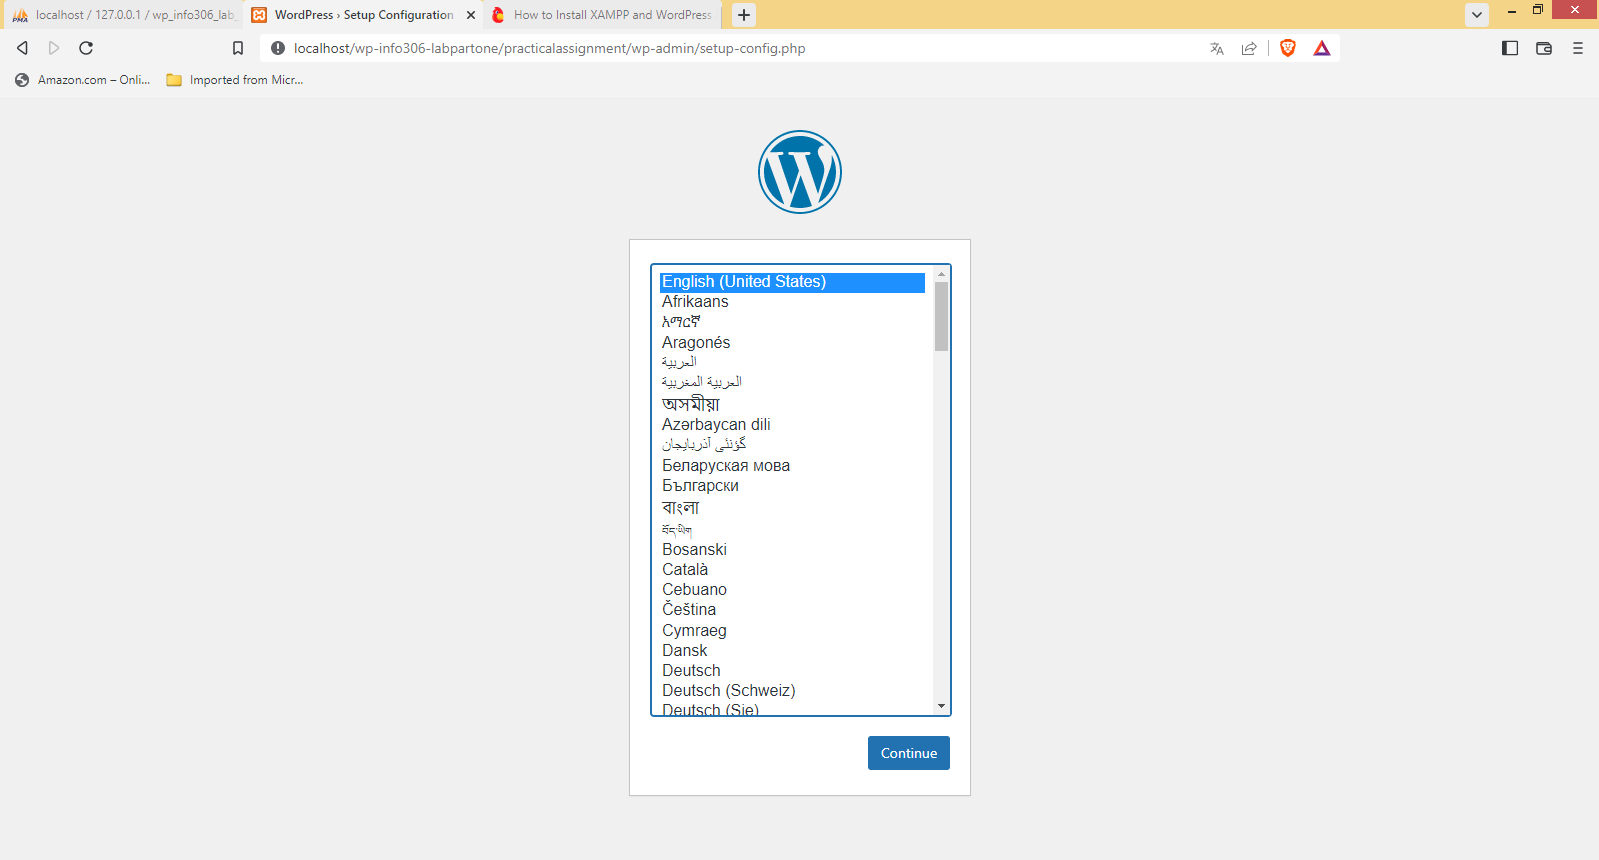 localhost / 127.0.0.1 / wp_info306_lab
WordPress › Setup Configuration
How to Install XAMPP and WordPress
localhost/wp-info306-labpartone/practicalassignment/wp-admin/setup-config.php
Amazon.com – Onli...
Imported from Micr...
English (United States)
Afrikaans
አማርኛ
Aragonés
العربية
العربية المغربية
অসমীয়া
Azərbaycan dili
گؤنئی آذربایجان
Беларуская мова
Български
বাংলা
བོད་ཡིག
Bosanski
Català
Cebuano
Čeština
Cymraeg
Dansk
Deutsch
Deutsch (Schweiz)
Deutsch (Sie)
Continue